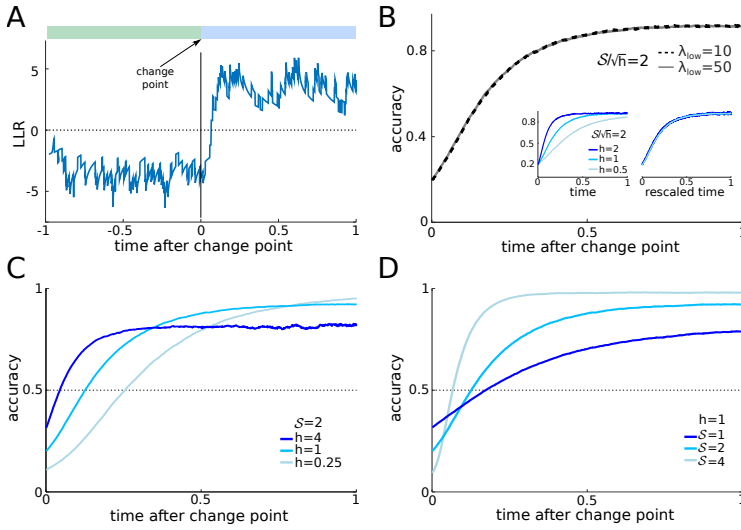 A
change
point
LLR
5
0
-5
-1
-0.5
0
0.5
1
time after change point
B
accuracy
0.8
0.4
0
0
0.5
1
time after change point
𝒮/√h=2
λlow=10
λlow=50
0.8
0.5
0.2
𝒮/√h=2
h=2
h=1
h=0.5
0
1
time
0
1
rescaled time
C
accuracy
1
0.5
0
0
0.5
1
time after change point
𝒮=2
h=4
h=1
h=0.25
D
accuracy
1
0.5
0
0
0.5
1
time after change point
h=1
𝒮=1
𝒮=2
𝒮=4